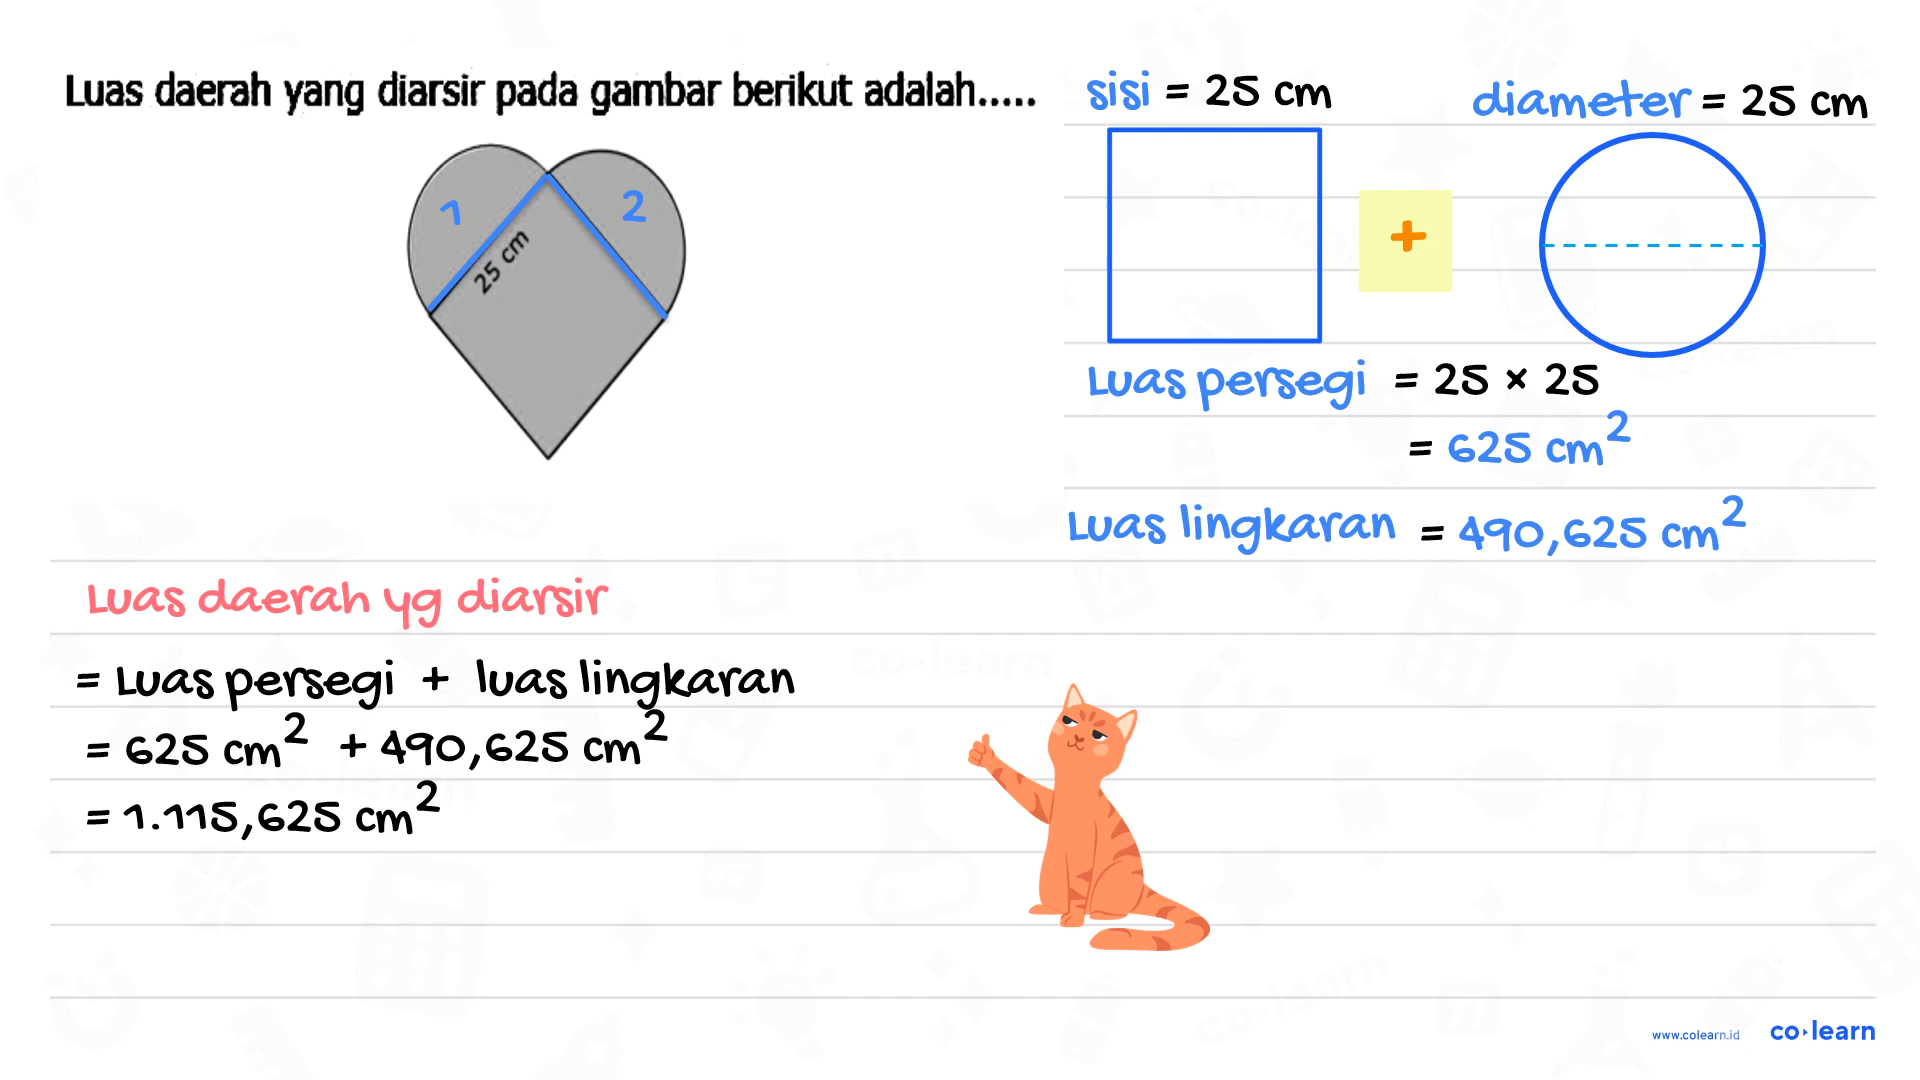 Luas daerah yang diarsir pada gambar berikut adalah.....
1
2
25 cm
sisi = 25 cm
diameter = 25 cm
+
Luas persegi = 25 × 25
= 625 cm²
Luas lingkaran = 490,625 cm²
Luas daerah yg diarsir
= Luas persegi + luas lingkaran
= 625 cm² + 490,625 cm²
= 1.115,625 cm²
www.colearn.id
co·learn